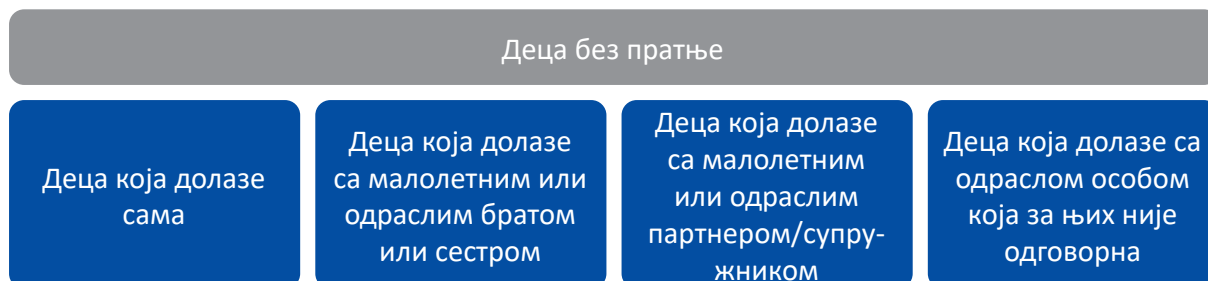 Деца без пратње
Деца која долазе
сама
Деца која долазе
са малолетним или
одраслим братом
или сестром
Деца која долазе
са малолетним
или одраслим
партнером/супру-
жником
Деца која долазе са
одраслом особом
која за њих није
одговорна